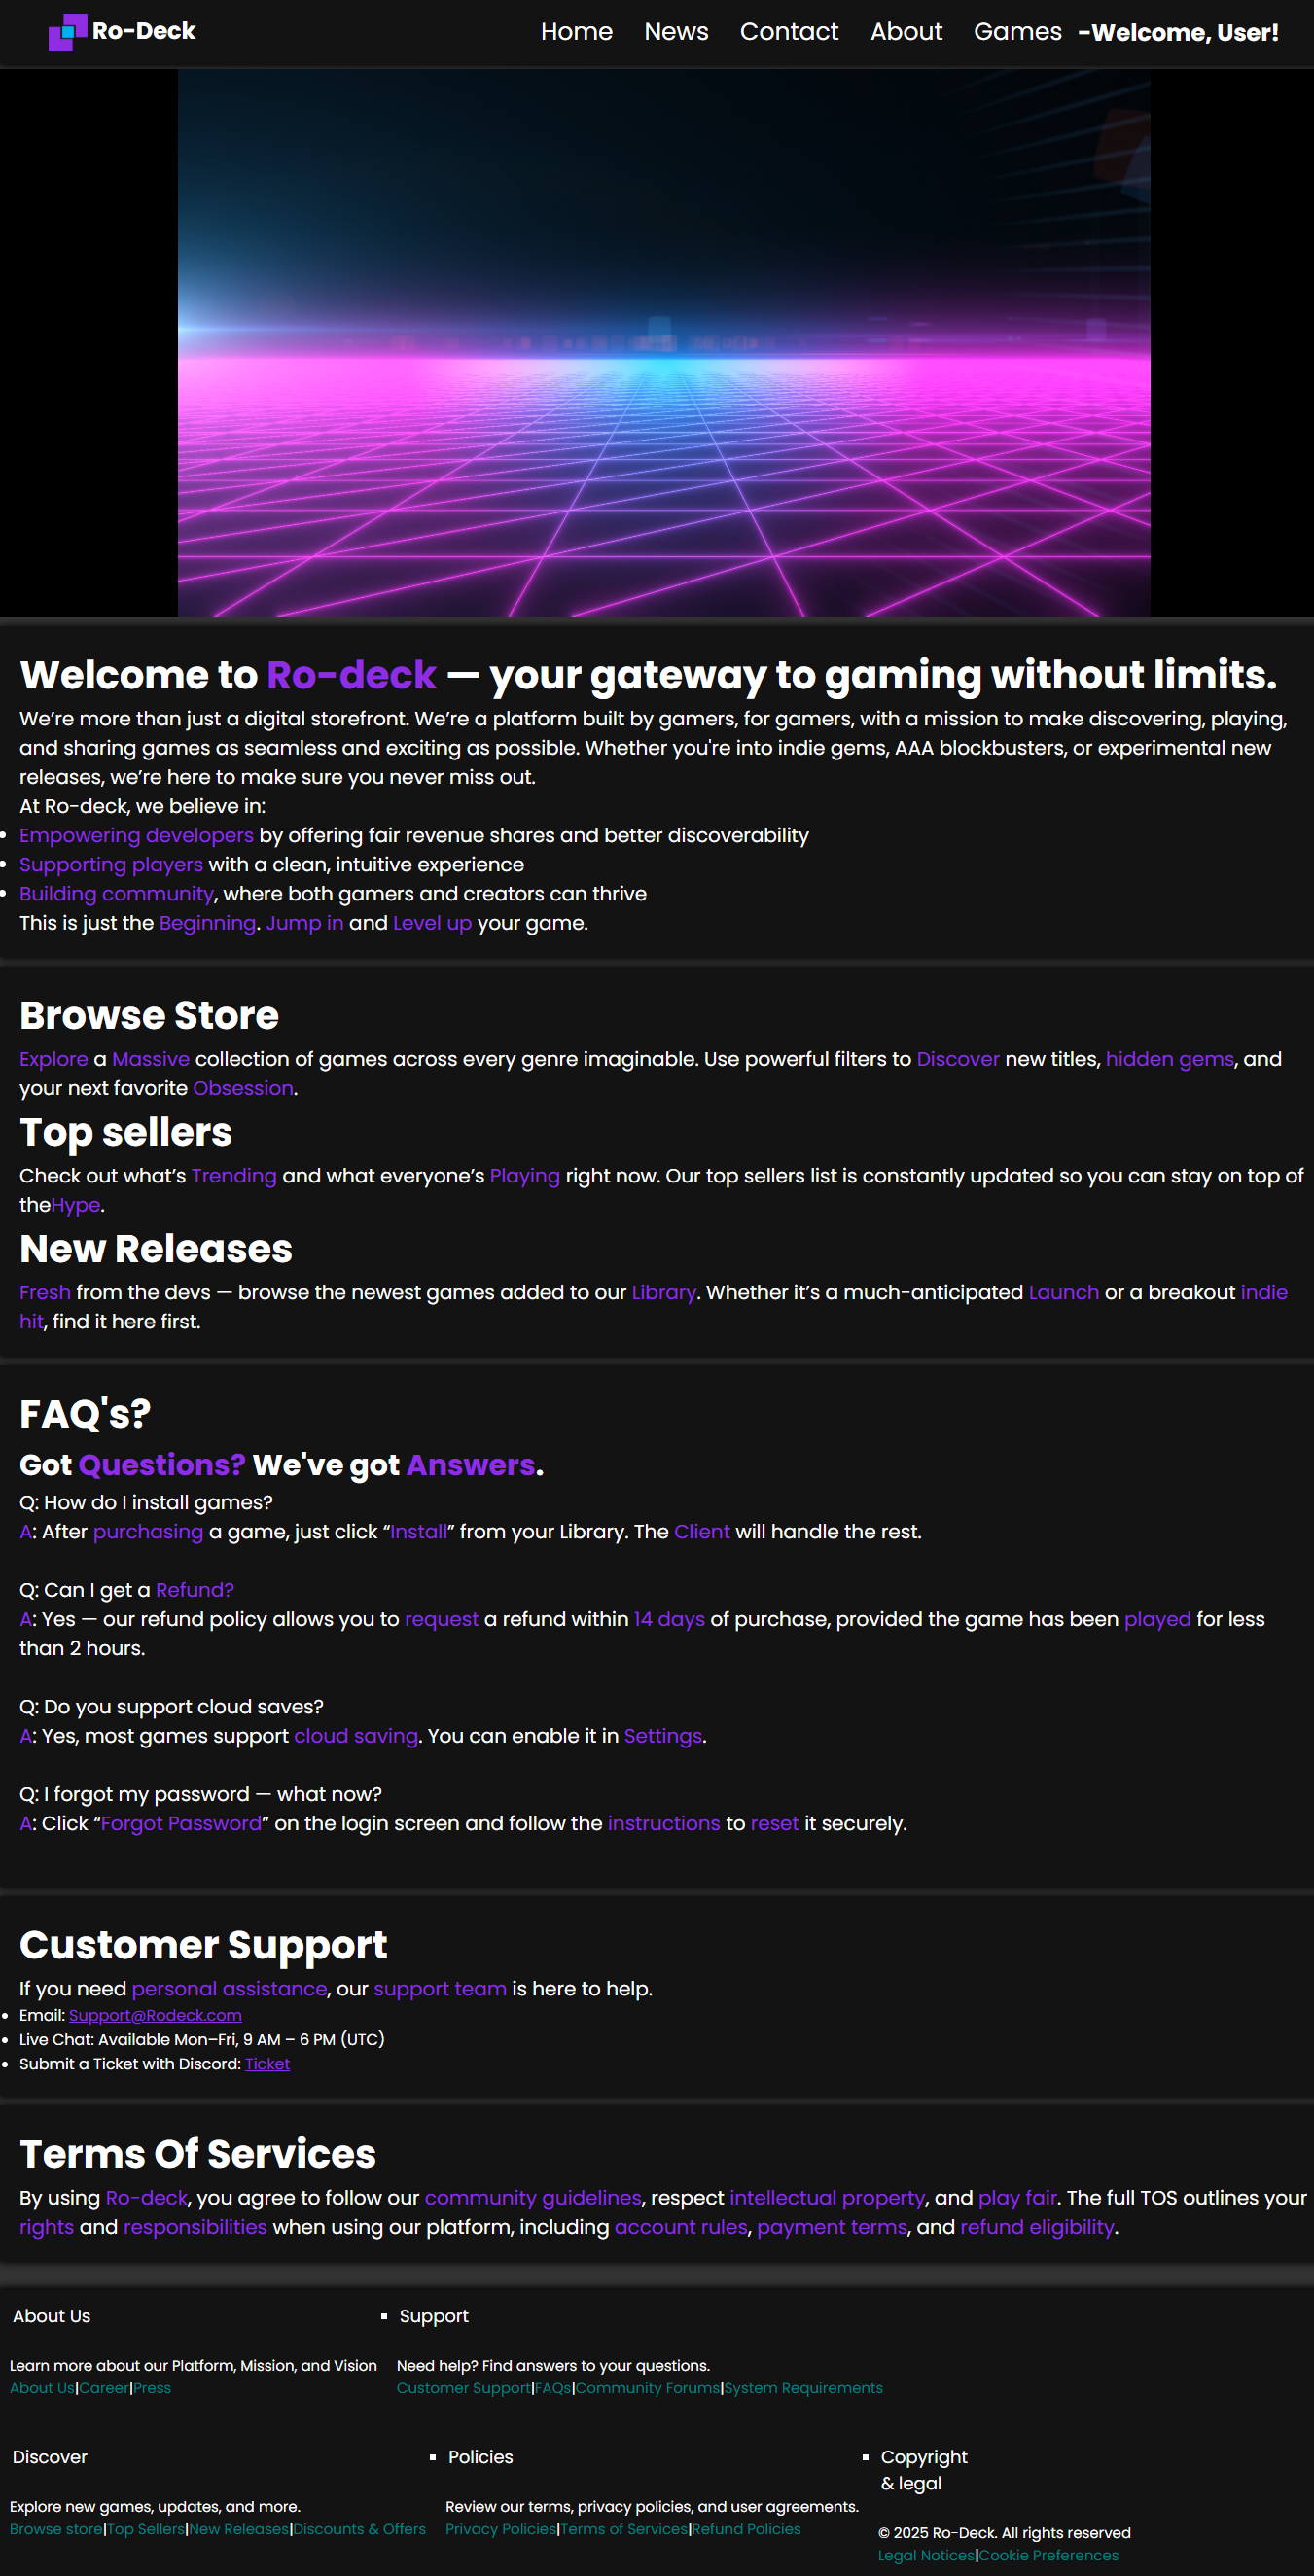 Ro-Deck
Home News Contact About Games -Welcome, User!
Welcome to Ro-deck — your gateway to gaming without limits.
We’re more than just a digital storefront. We’re a platform built by gamers, for gamers, with a mission to make discovering, playing,
and sharing games as seamless and exciting as possible. Whether you're into indie gems, AAA blockbusters, or experimental new
releases, we’re here to make sure you never miss out.
At Ro-deck, we believe in:
• Empowering developers by offering fair revenue shares and better discoverability
• Supporting players with a clean, intuitive experience
• Building community, where both gamers and creators can thrive
This is just the Beginning. Jump in and Level up your game.
Browse Store
Explore a Massive collection of games across every genre imaginable. Use powerful filters to Discover new titles, hidden gems, and
your next favorite Obsession.
Top sellers
Check out what’s Trending and what everyone’s Playing right now. Our top sellers list is constantly updated so you can stay on top of
theHype.
New Releases
Fresh from the devs — browse the newest games added to our Library. Whether it’s a much-anticipated Launch or a breakout indie
hit, find it here first.
FAQ's?
Got Questions? We've got Answers.
Q: How do I install games?
A: After purchasing a game, just click “Install” from your Library. The Client will handle the rest.
Q: Can I get a Refund?
A: Yes — our refund policy allows you to request a refund within 14 days of purchase, provided the game has been played for less
than 2 hours.
Q: Do you support cloud saves?
A: Yes, most games support cloud saving. You can enable it in Settings.
Q: I forgot my password — what now?
A: Click “Forgot Password” on the login screen and follow the instructions to reset it securely.
Customer Support
If you need personal assistance, our support team is here to help.
• Email: Support@Rodeck.com
• Live Chat: Available Mon–Fri, 9 AM – 6 PM (UTC)
• Submit a Ticket with Discord: Ticket
Terms Of Services
By using Ro-deck, you agree to follow our community guidelines, respect intellectual property, and play fair. The full TOS outlines your
rights and responsibilities when using our platform, including account rules, payment terms, and refund eligibility.
About Us
Learn more about our Platform, Mission, and Vision
About Us|Career|Press
▪ Support
Need help? Find answers to your questions.
Customer Support|FAQs|Community Forums|System Requirements
Discover
Explore new games, updates, and more.
Browse store|Top Sellers|New Releases|Discounts & Offers
▪ Policies
Review our terms, privacy policies, and user agreements.
Privacy Policies|Terms of Services|Refund Policies
▪ Copyright
& legal
© 2025 Ro-Deck. All rights reserved
Legal Notices|Cookie Preferences